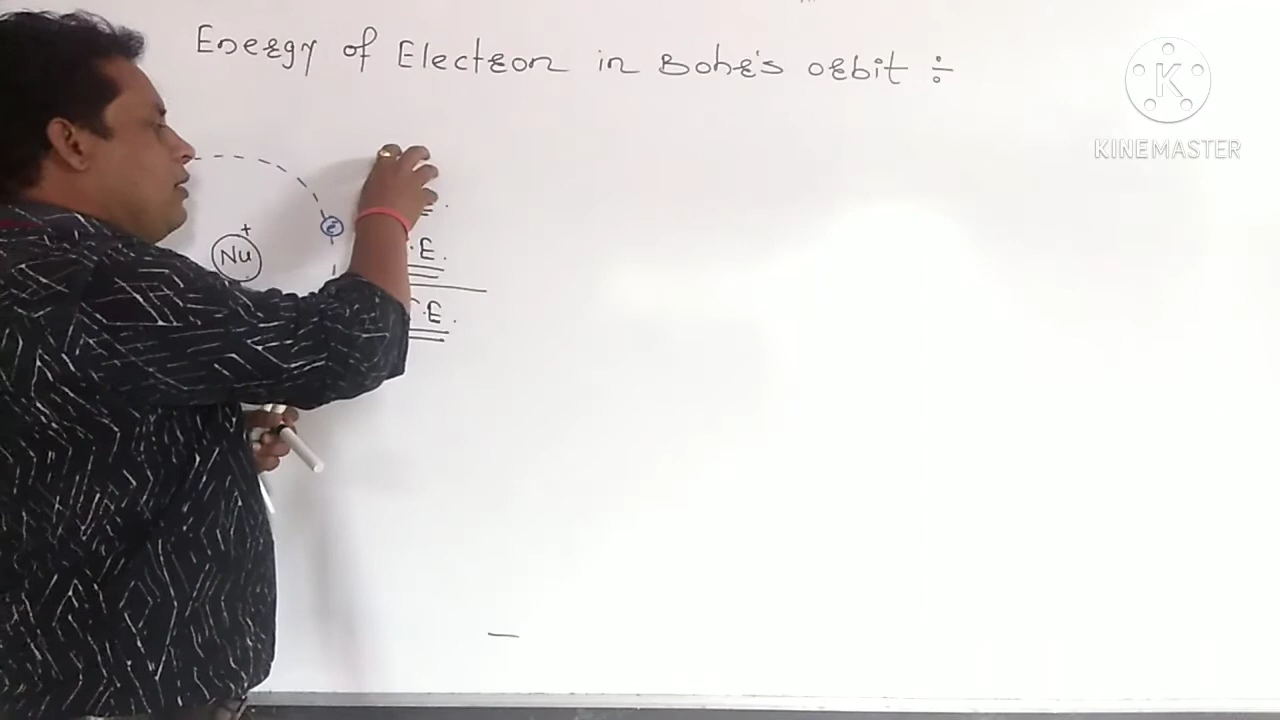 Energy of Electron in Bohr's orbit ÷
K
KINEMASTER
e⁻
+
Nu
.E.
.E.